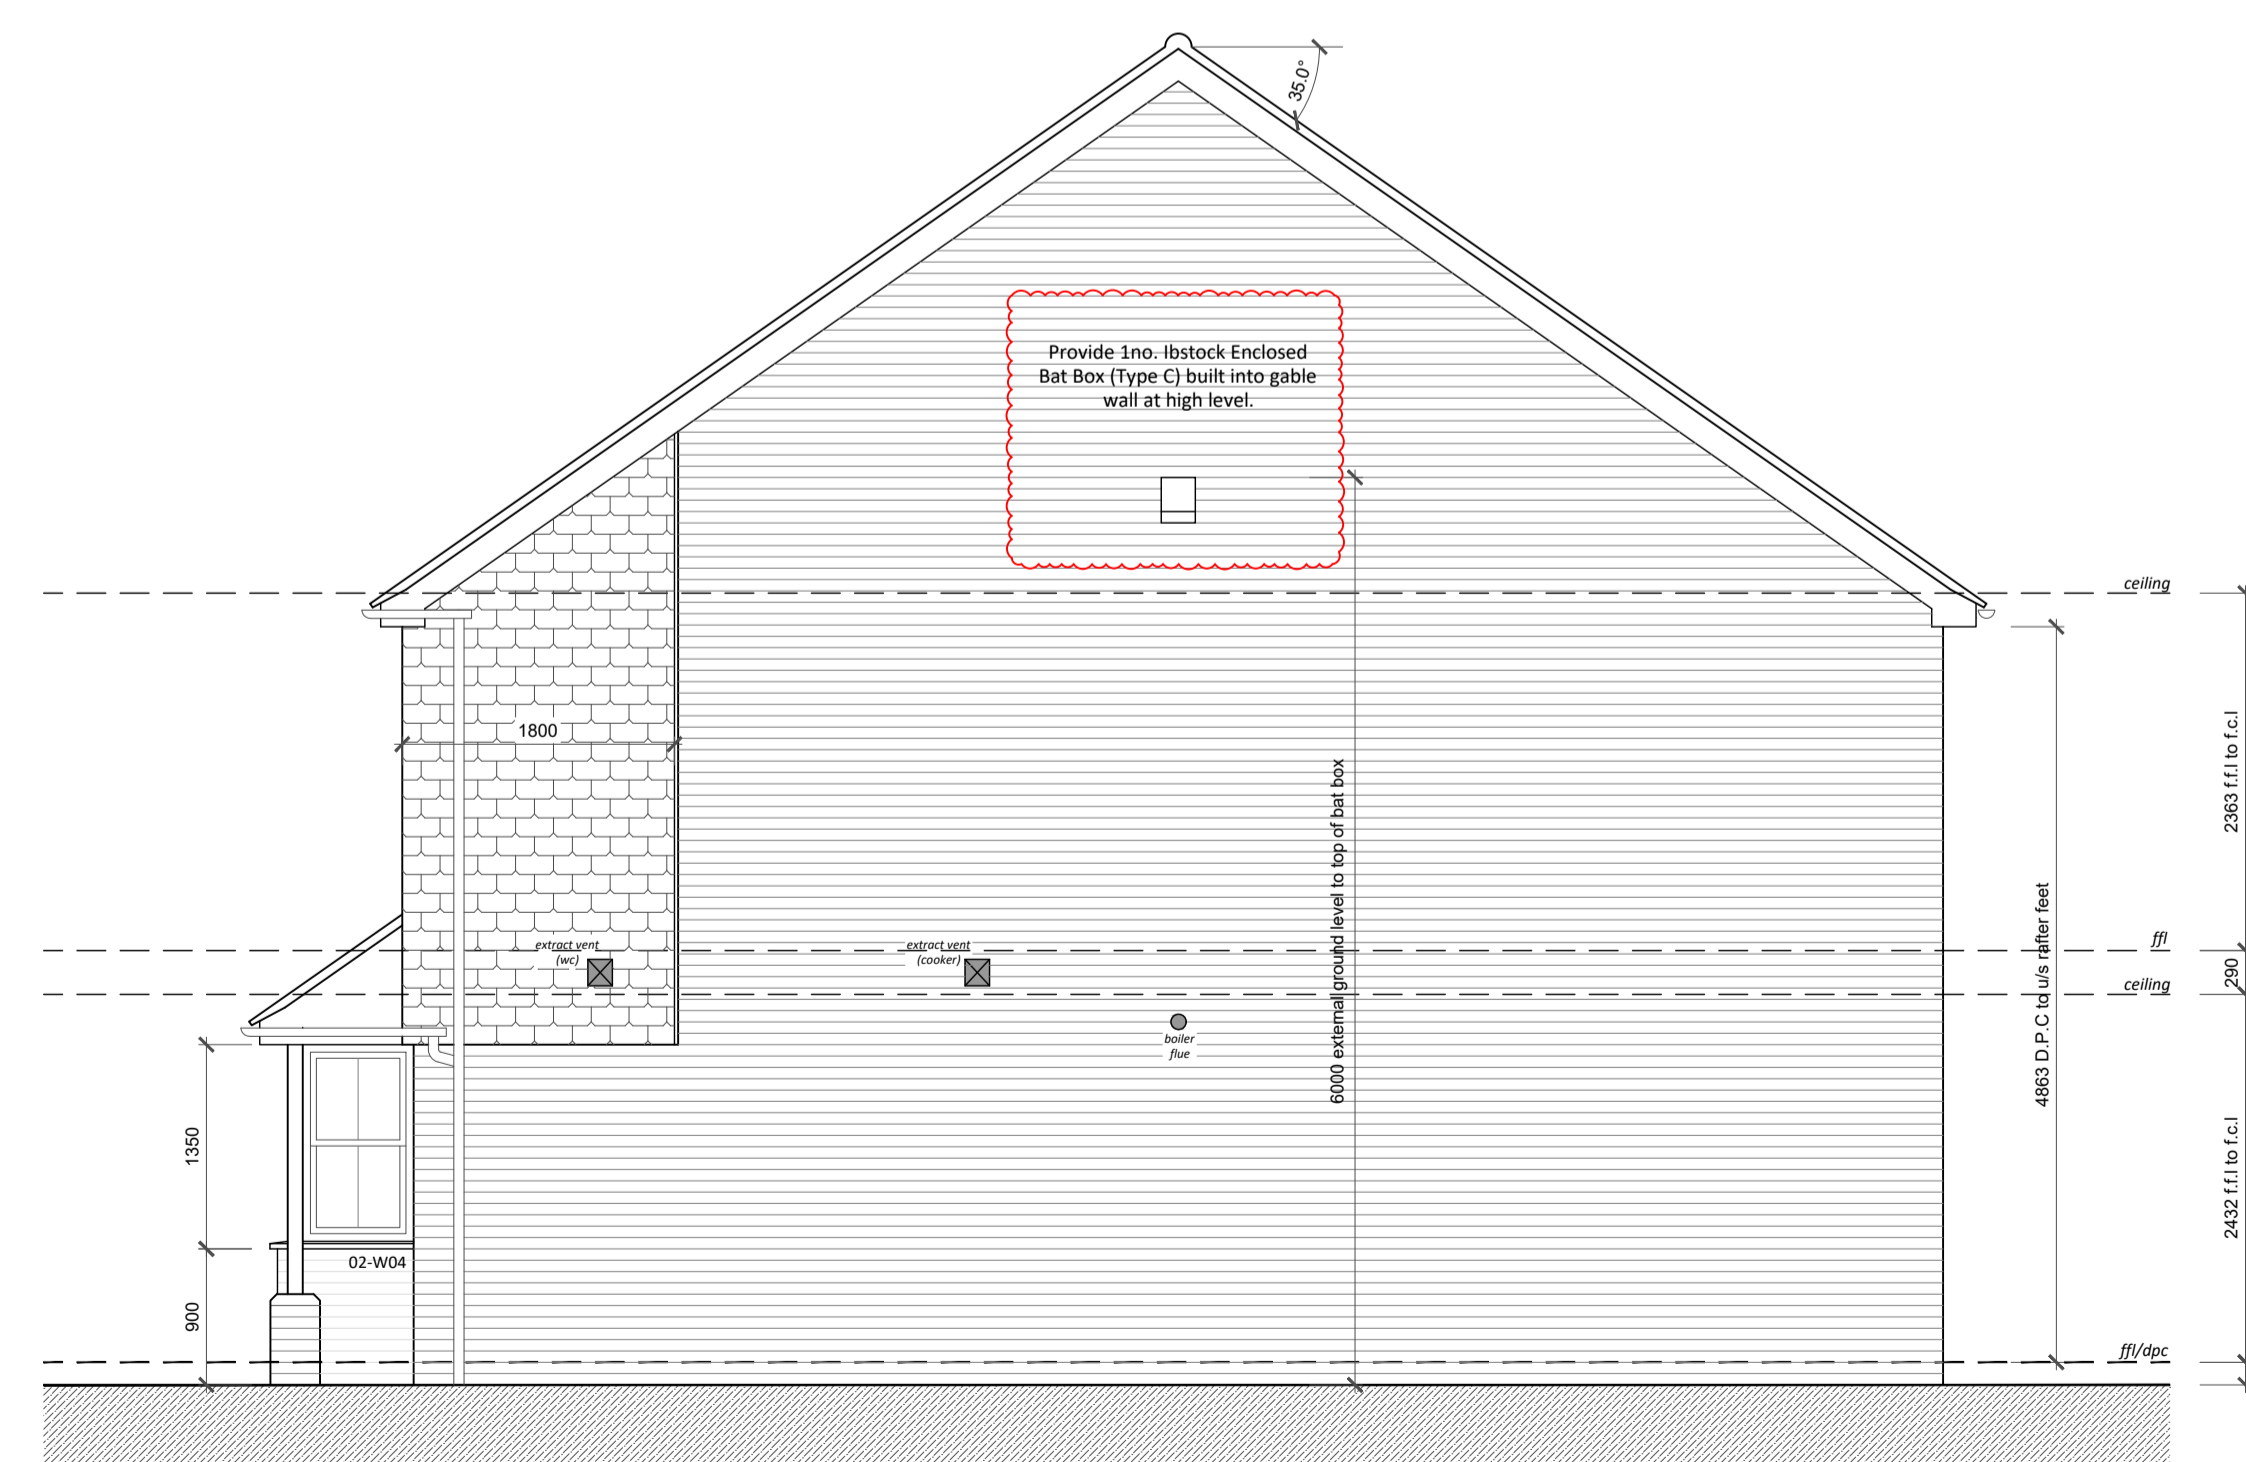 35.0°
Provide 1no. Ibstock Enclosed
Bat Box (Type C) built into gable
wall at high level.
ceiling
1800
2363 f.f.l to f.c.l
6000 external ground level to top of bat box
4863 D.P.C to u/s rafter feet
extract vent
(wc)
extract vent
(cooker)
ffl
290
ceiling
boiler
flue
1350
2432 f.f.l to f.c.l
02-W04
900
ffl/dpc